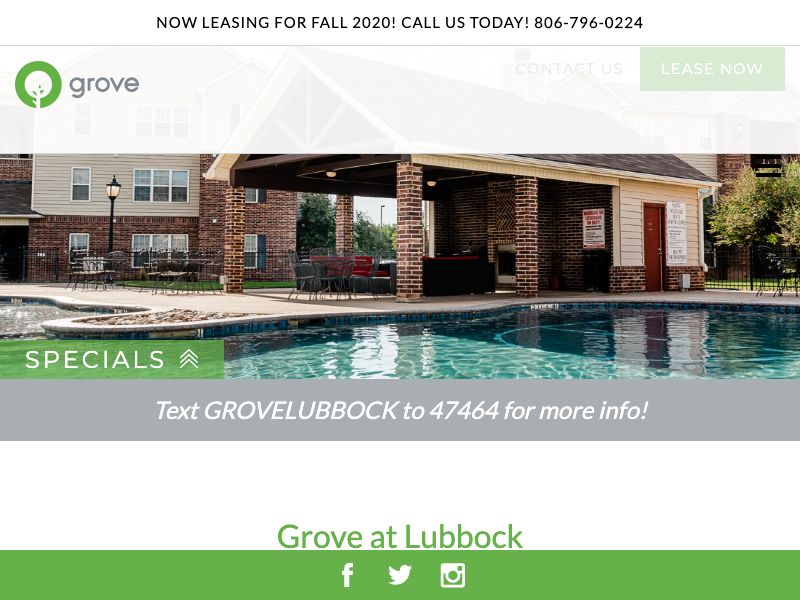 NOW LEASING FOR FALL 2020! CALL US TODAY! 806-796-0224
grove
CONTACT US
LEASE NOW
SPECIALS
Text GROVELUBBOCK to 47464 for more info!
Grove at Lubbock